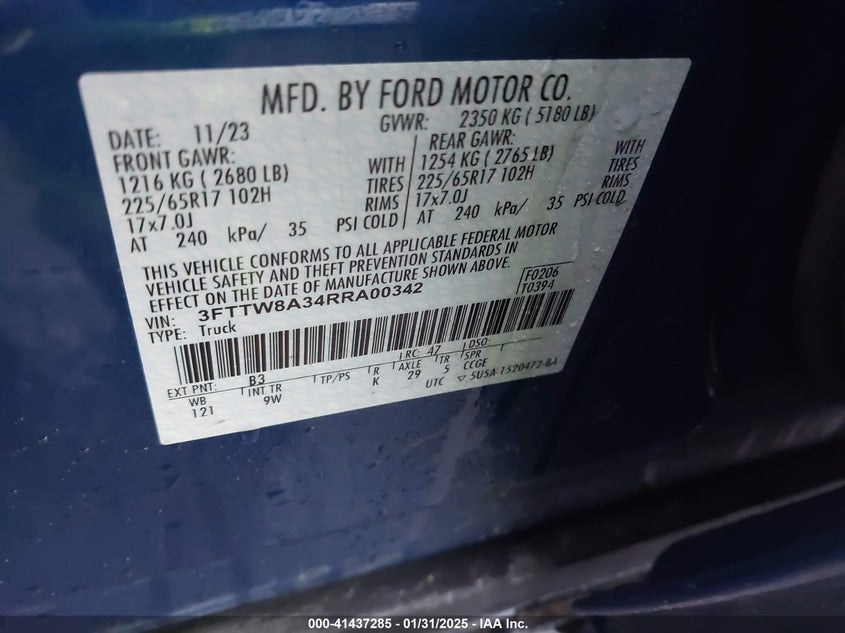 MFD. BY FORD MOTOR CO.
DATE: 11/23 GVWR: 2350 KG ( 5180 LB)
FRONT GAWR: REAR GAWR:
1216 KG ( 2680 LB) WITH 1254 KG ( 2765 LB) WITH
225/65R17 102H TIRES 225/65R17 102H TIRES
17x7.0J RIMS 17x7.0J RIMS
AT 240 kPa/ 35 PSI COLD AT 240 kPa/ 35 PSI COLD
THIS VEHICLE CONFORMS TO ALL APPLICABLE FEDERAL MOTOR
VEHICLE SAFETY AND THEFT PREVENTION STANDARDS IN
EFFECT ON THE DATE OF MANUFACTURE SHOWN ABOVE.
F0206
T0394
VIN: 3FTTW8A34RRA00342
TYPE: Truck
EXT PNT: B3 RC: 47 DSO:
WB INT TR TP/PS R AXLE TR SPR
121 9W K 29 5 CCGE
UTC ▽ 5U5A-1520472-BA
000-41437285 - 01/31/2025 - IAA Inc.